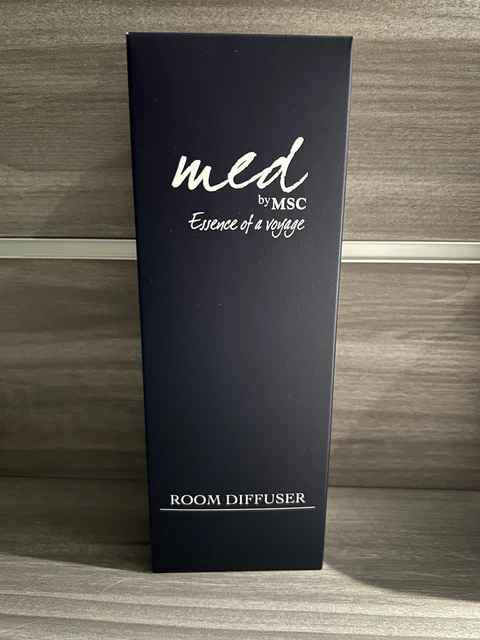 med
by MSC
Essence of a voyage
ROOM DIFFUSER